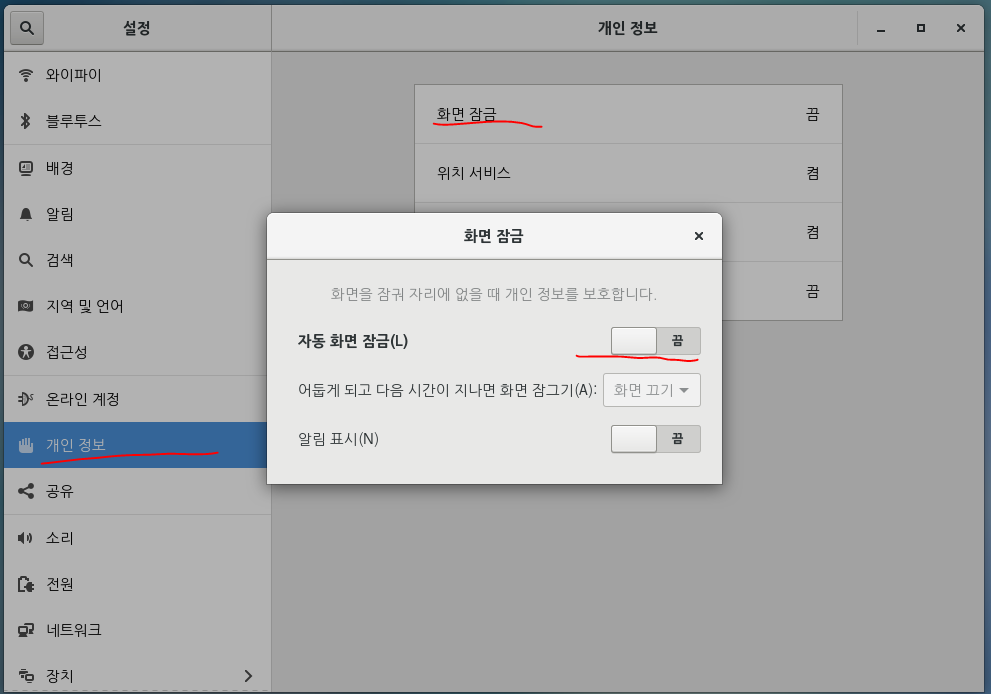 설정
개인 정보
와이파이
블루투스
배경
알림
검색
지역 및 언어
접근성
온라인 계정
개인 정보
공유
소리
전원
네트워크
장치
화면 잠금 끔
위치 서비스 켬
켬
끔
화면 잠금
화면을 잠궈 자리에 없을 때 개인 정보를 보호합니다.
자동 화면 잠금(L) 끔
어둡게 되고 다음 시간이 지나면 화면 잠그기(A): 화면 끄기
알림 표시(N) 끔